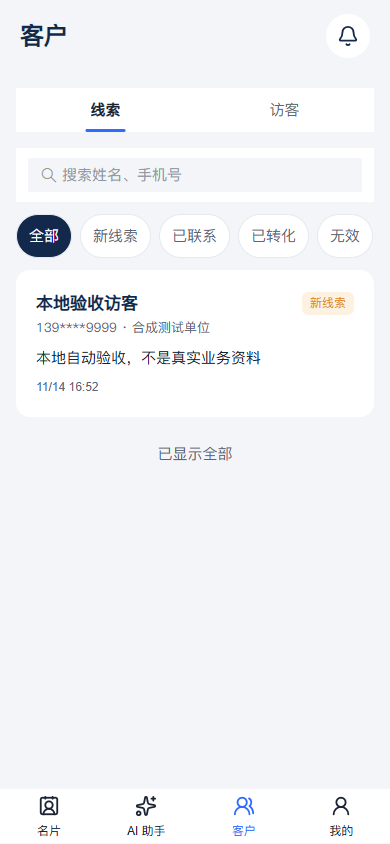 客户
线索
访客
搜索姓名、手机号
全部
新线索
已联系
已转化
无效
本地验收访客
新线索
139****9999 · 合成测试单位
本地自动验收，不是真实业务资料
11/14 16:52
已显示全部
名片
AI 助手
客户
我的